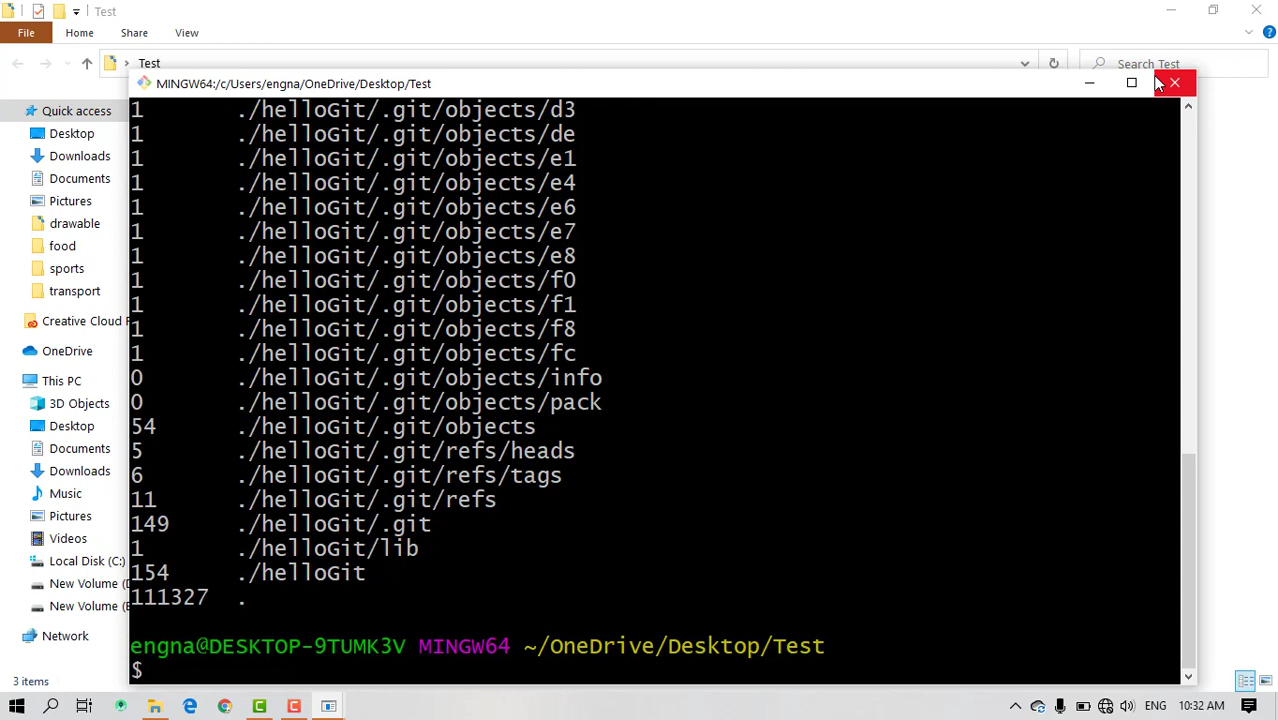 Test
File Home Share View
Test
Search Test
MINGW64:/c/Users/engna/OneDrive/Desktop/Test
Quick access
Desktop
Downloads
Documents
Pictures
drawable
food
sports
transport
Creative Cloud
OneDrive
This PC
3D Objects
Desktop
Documents
Downloads
Music
Pictures
Videos
Local Disk (C:)
New Volume (
New Volume (
Network
3 items
1 ./helloGit/.git/objects/d3
1 ./helloGit/.git/objects/de
1 ./helloGit/.git/objects/e1
1 ./helloGit/.git/objects/e4
1 ./helloGit/.git/objects/e6
1 ./helloGit/.git/objects/e7
1 ./helloGit/.git/objects/e8
1 ./helloGit/.git/objects/f0
1 ./helloGit/.git/objects/f1
1 ./helloGit/.git/objects/f8
1 ./helloGit/.git/objects/fc
0 ./helloGit/.git/objects/info
0 ./helloGit/.git/objects/pack
54 ./helloGit/.git/objects
5 ./helloGit/.git/refs/heads
6 ./helloGit/.git/refs/tags
11 ./helloGit/.git/refs
149 ./helloGit/.git
1 ./helloGit/lib
154 ./helloGit
111327 .
engna@DESKTOP-9TUMK3V MINGW64 ~/OneDrive/Desktop/Test
$
ENG 10:32 AM